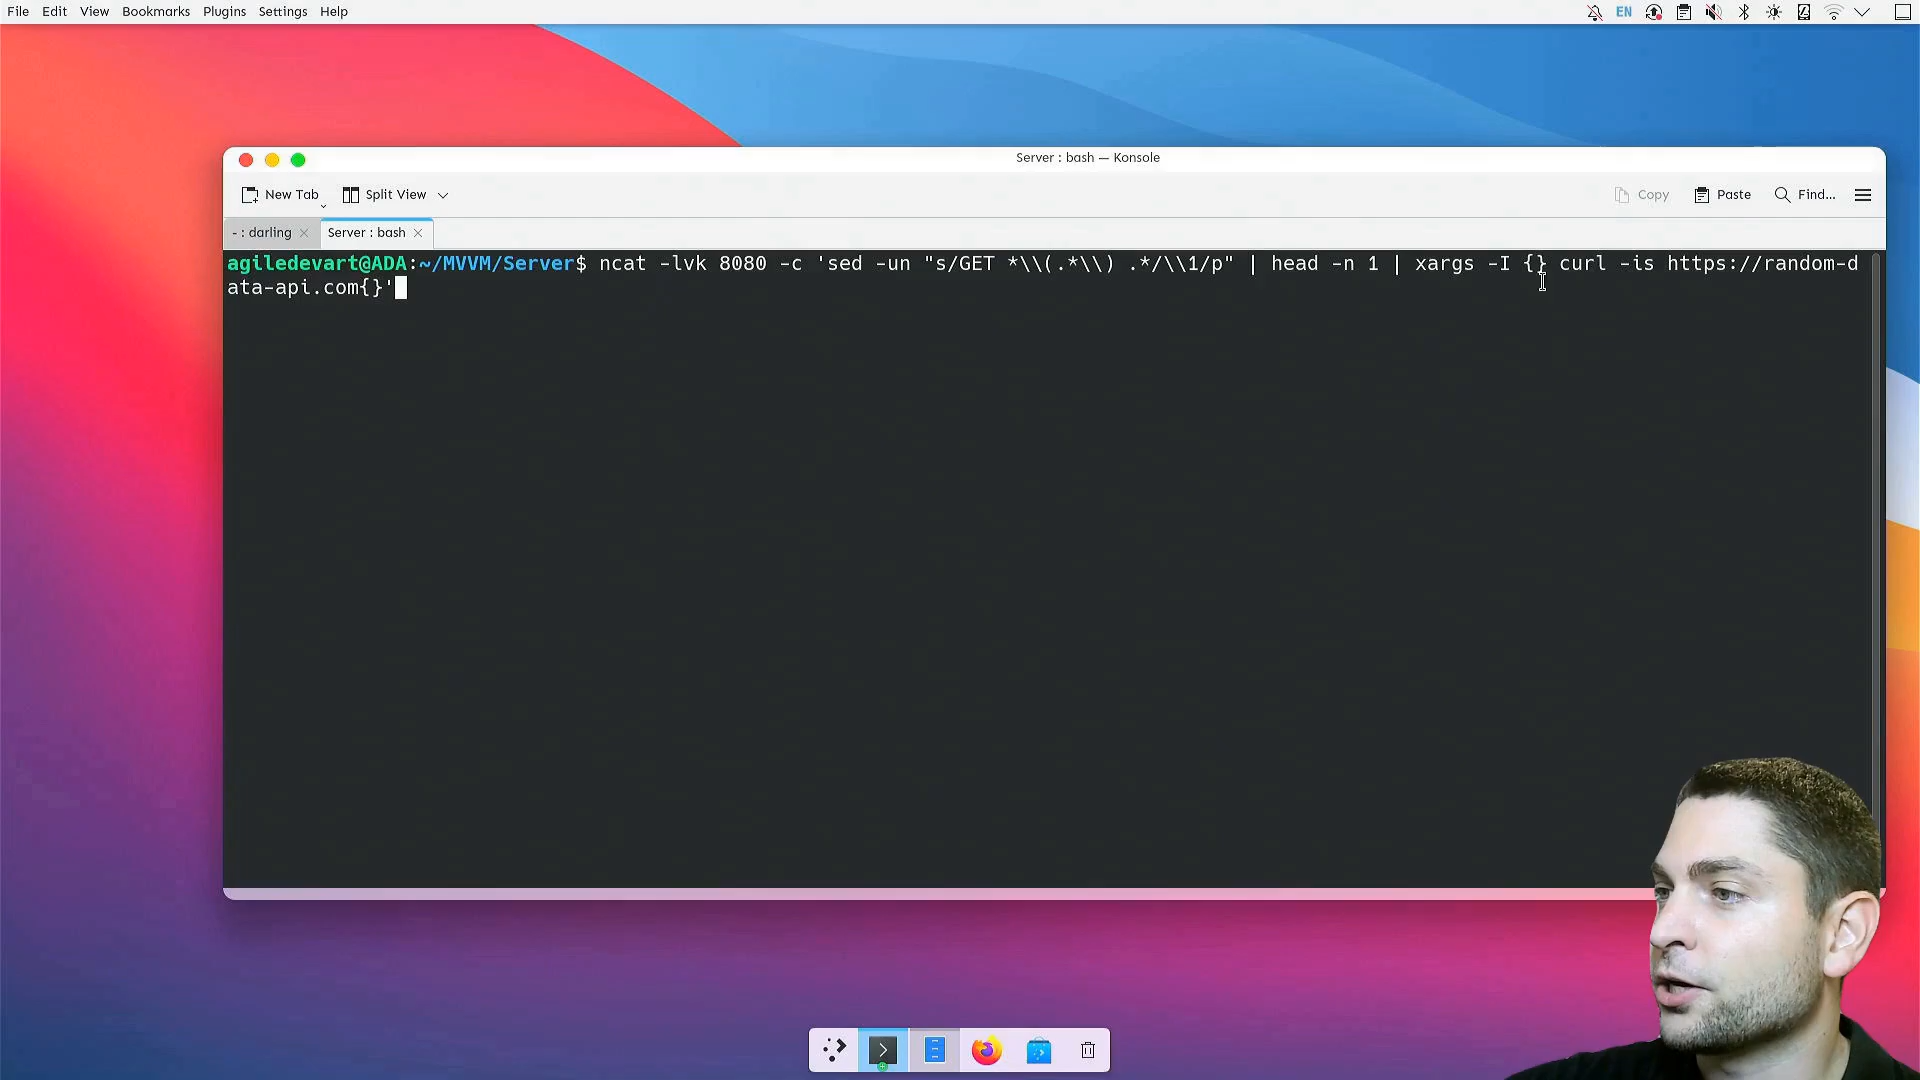 File Edit View Bookmarks Plugins Settings Help
EN
Server : bash — Konsole
New Tab Split View Copy Paste Find...
- : darling Server : bash
agiledevart@ADA:~/MVVM/Server$ ncat -lvk 8080 -c 'sed -un "s/GET *\\(.*\\) .*/\\1/p" | head -n 1 | xargs -I {} curl -is https://random-d
ata-api.com{}'